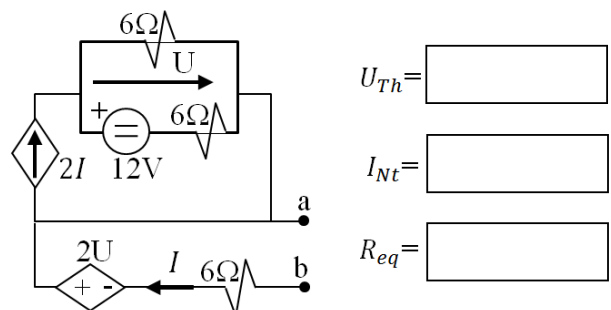 6Ω
U
+
6Ω
12V
2I
a
2U
+ -
I
6Ω
b
U_Th=
I_Nt=
R_eq=